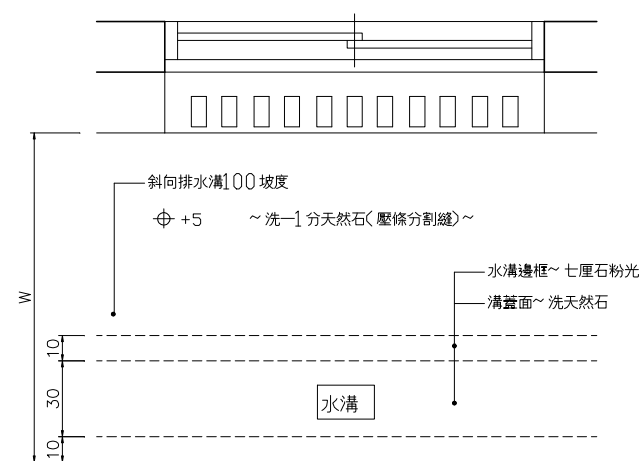 斜向排水溝100坡度
+5 ~洗一1分天然石(壓條分割縫)~
水溝邊框~七厘石粉光
溝蓋面~洗天然石
W
10
30
水溝
10